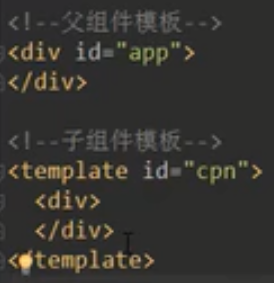 <!--父组件模板-->
<div id="app">
</div>
<!--子组件模板-->
<template id="cpn">
<div>
</div>
</template>